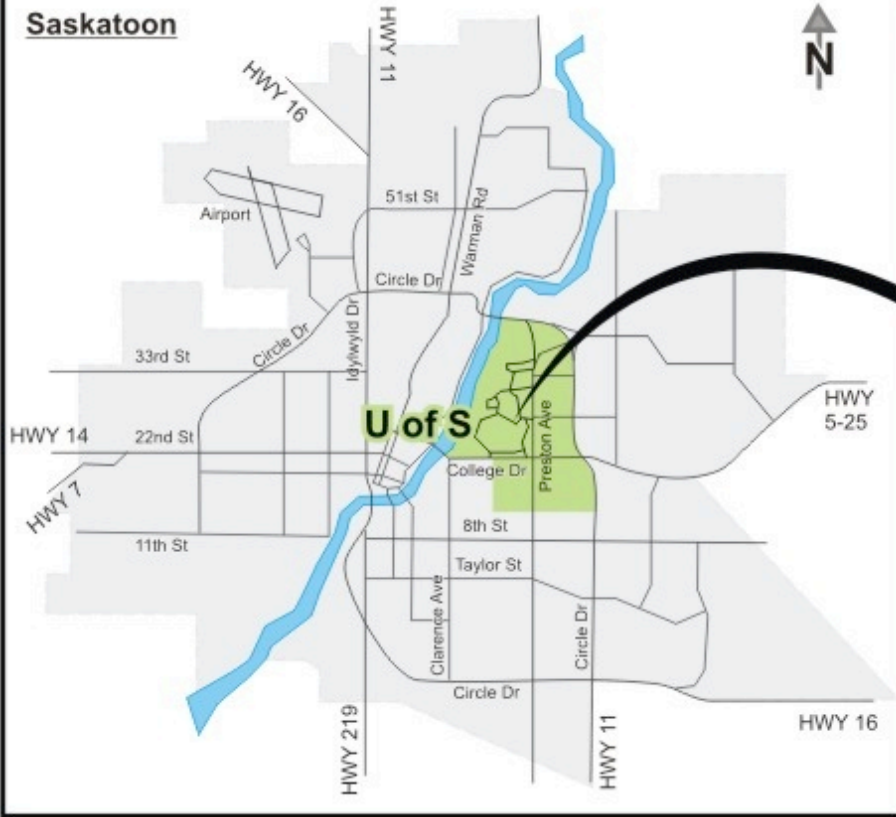 Saskatoon
N
HWY 11
HWY 16
51st St
Airport
Warman Rd
Circle Dr
Idylwyld Dr
Circle Dr
33rd St
HWY
5-25
U of S
Preston Ave
HWY 14
22nd St
College Dr
HWY 7
8th St
11th St
Taylor St
Clarence Ave
Circle Dr
Circle Dr
HWY 219
HWY 11
HWY 16